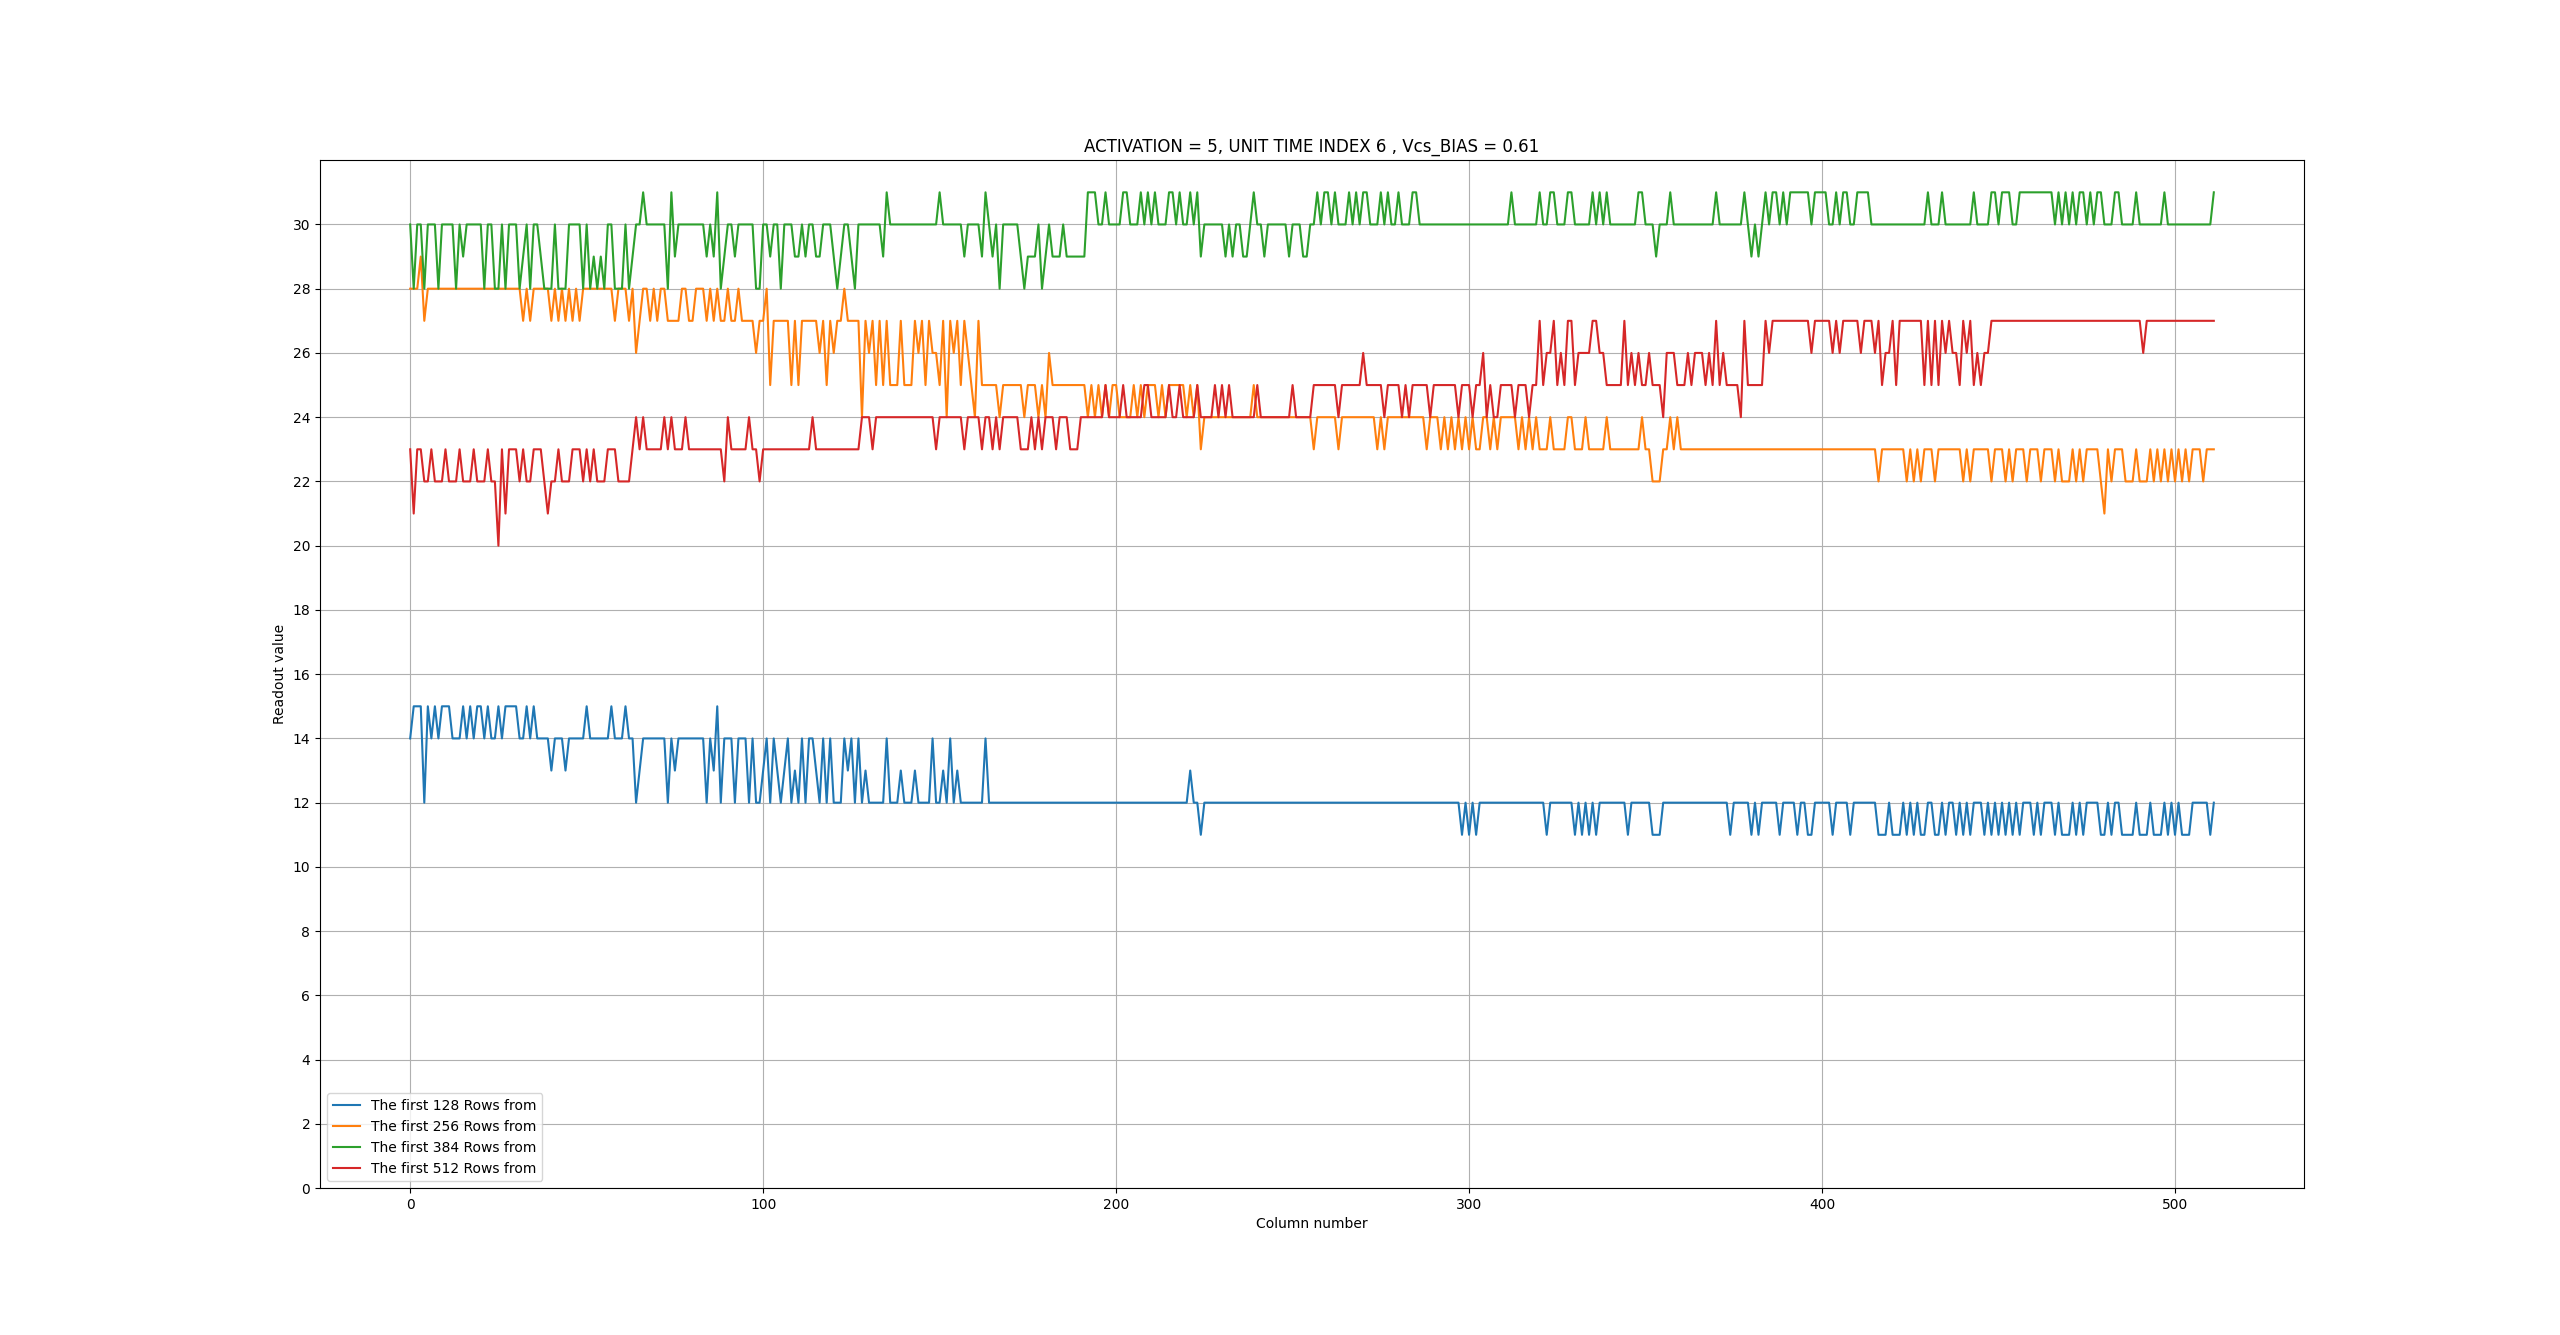 ACTIVATION = 5, UNIT TIME INDEX 6 , Vcs_BIAS = 0.61
Readout value
30
28
26
24
22
20
18
16
14
12
10
8
6
4
2
0
The first 128 Rows from
The first 256 Rows from
The first 384 Rows from
The first 512 Rows from
0 100 200 300 400 500
Column number